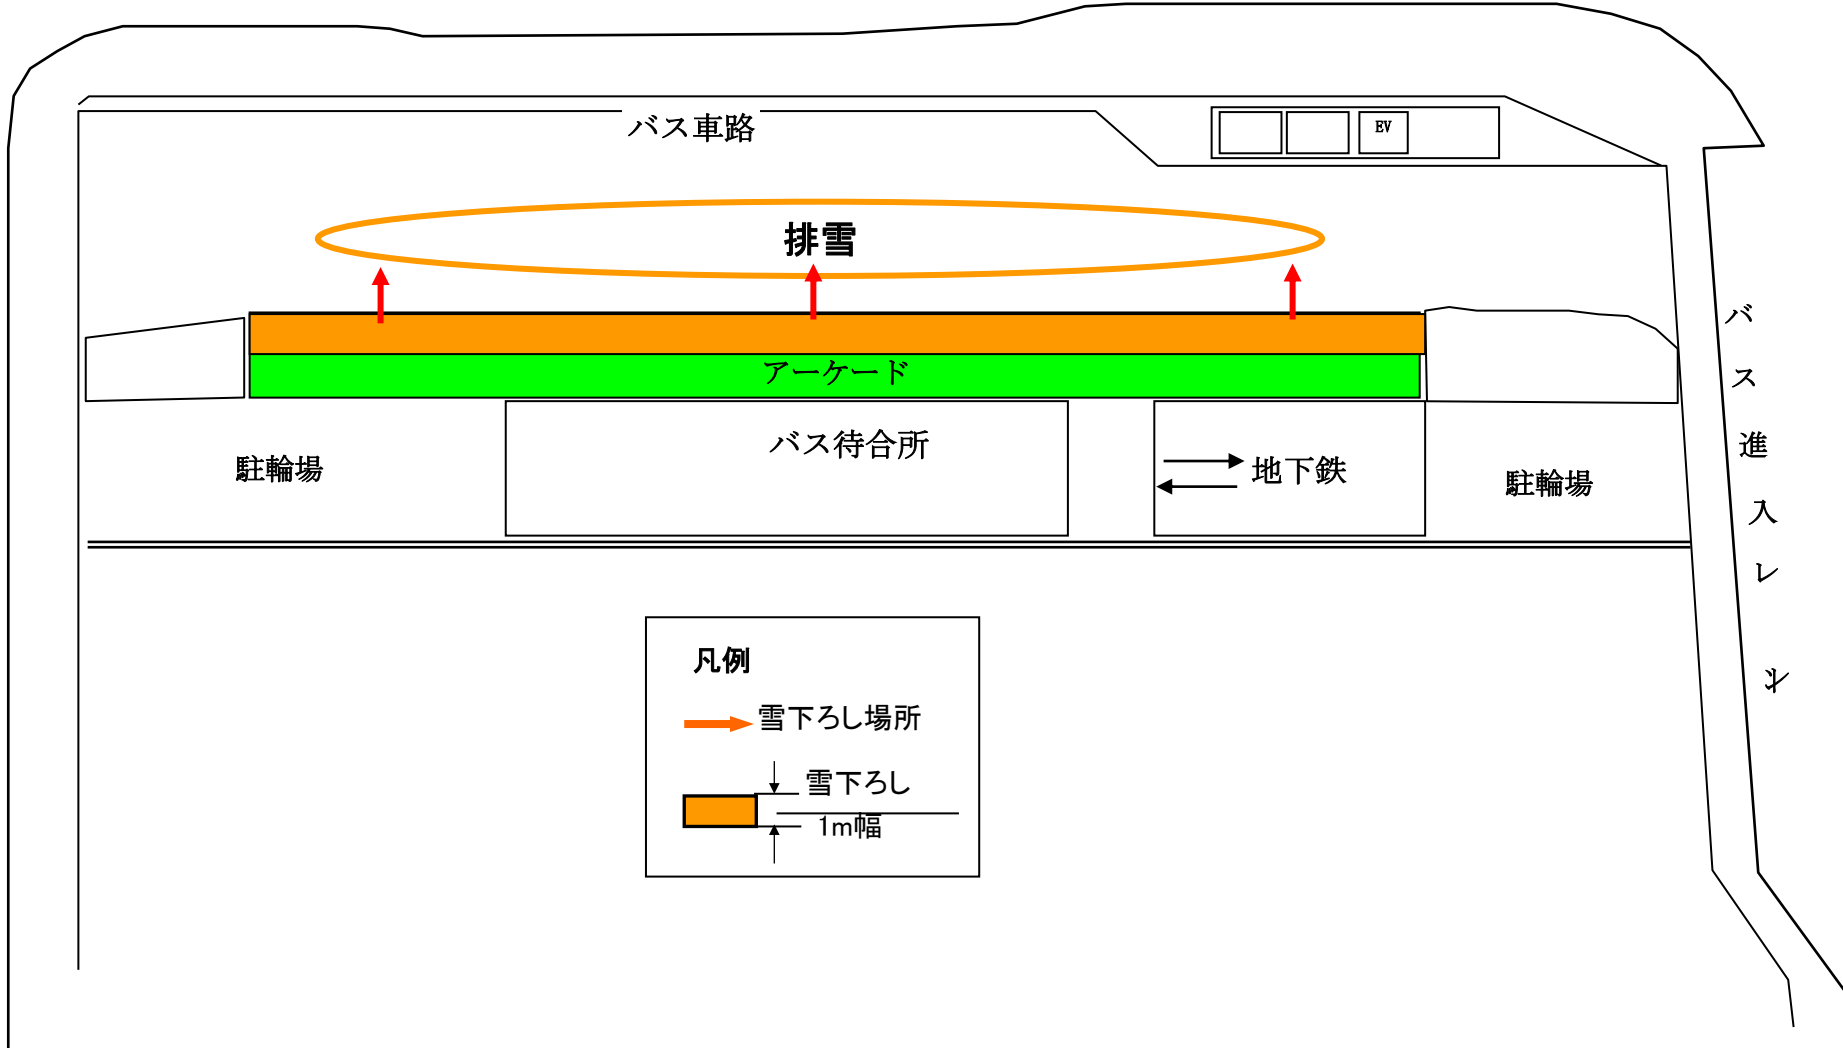 バス車路
EV
排雪
アーケード
バス待合所
駐輪場
地下鉄
駐輪場
バス進入レーン
凡例
雪下ろし場所
雪下ろし
1m幅